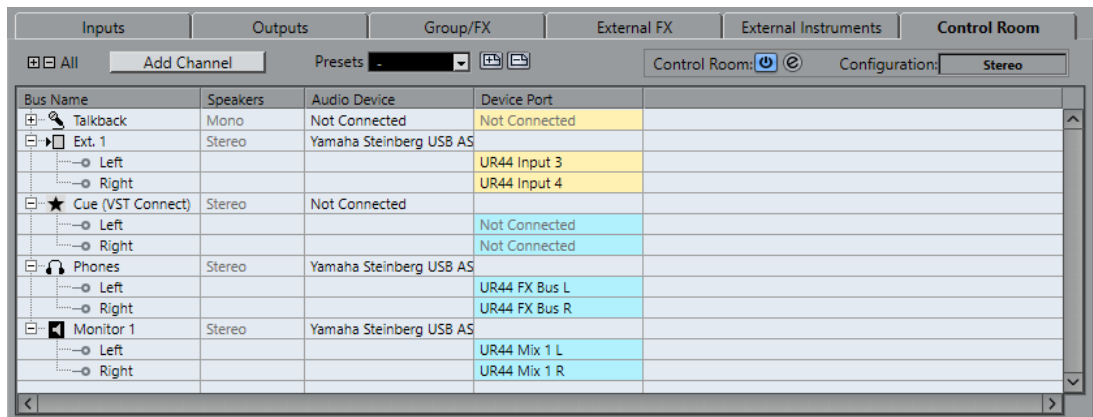 Inputs Outputs Group/FX External FX External Instruments Control Room
All Add Channel Presets - Control Room: e Configuration: Stereo
Bus Name Speakers Audio Device Device Port
Talkback Mono Not Connected Not Connected
Ext. 1 Stereo Yamaha Steinberg USB AS
Left UR44 Input 3
Right UR44 Input 4
Cue (VST Connect) Stereo Not Connected
Left Not Connected
Right Not Connected
Phones Stereo Yamaha Steinberg USB AS
Left UR44 FX Bus L
Right UR44 FX Bus R
Monitor 1 Stereo Yamaha Steinberg USB AS
Left UR44 Mix 1 L
Right UR44 Mix 1 R